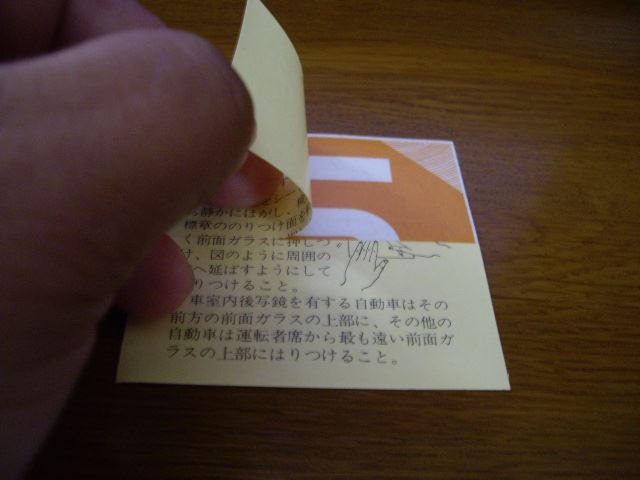 静かにはがし、
標章ののりつけ面を
く前面ガラスに押しつ
け、図のように周囲の
へ延ばすようにして
りつけること。
車室内後写鏡を有する自動車はその
前方の前面ガラスの上部に、その他の
自動車は運転者席から最も遠い前面ガ
ラスの上部にはりつけること。